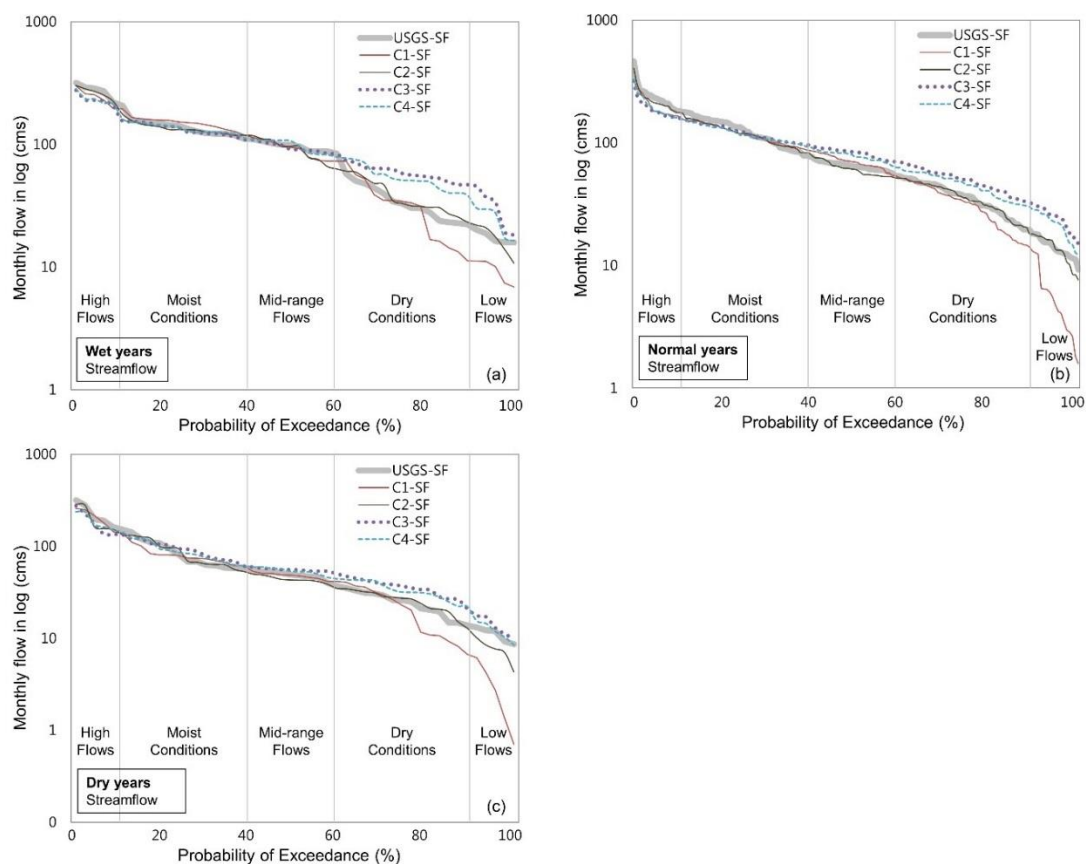 1000
100
10
1
Monthly flow in log (cms)
USGS-SF
C1-SF
C2-SF
C3-SF
C4-SF
High Flows
Moist Conditions
Mid-range Flows
Dry Conditions
Low Flows
Wet years
Streamflow
(a)
0 20 40 60 80 100
Probability of Exceedance (%)
1000
100
10
1
Monthly flow in log (cms)
USGS-SF
C1-SF
C2-SF
C3-SF
C4-SF
High Flows
Moist Conditions
Mid-range Flows
Dry Conditions
Low Flows
Normal years
Streamflow
(b)
0 20 40 60 80 100
Probability of Exceedance (%)
1000
100
10
1
0
Monthly flow in log (cms)
USGS-SF
C1-SF
C2-SF
C3-SF
C4-SF
High Flows
Moist Conditions
Mid-range Flows
Dry Conditions
Low Flows
Dry years
Streamflow
(c)
0 20 40 60 80 100
Probability of Exceedance (%)